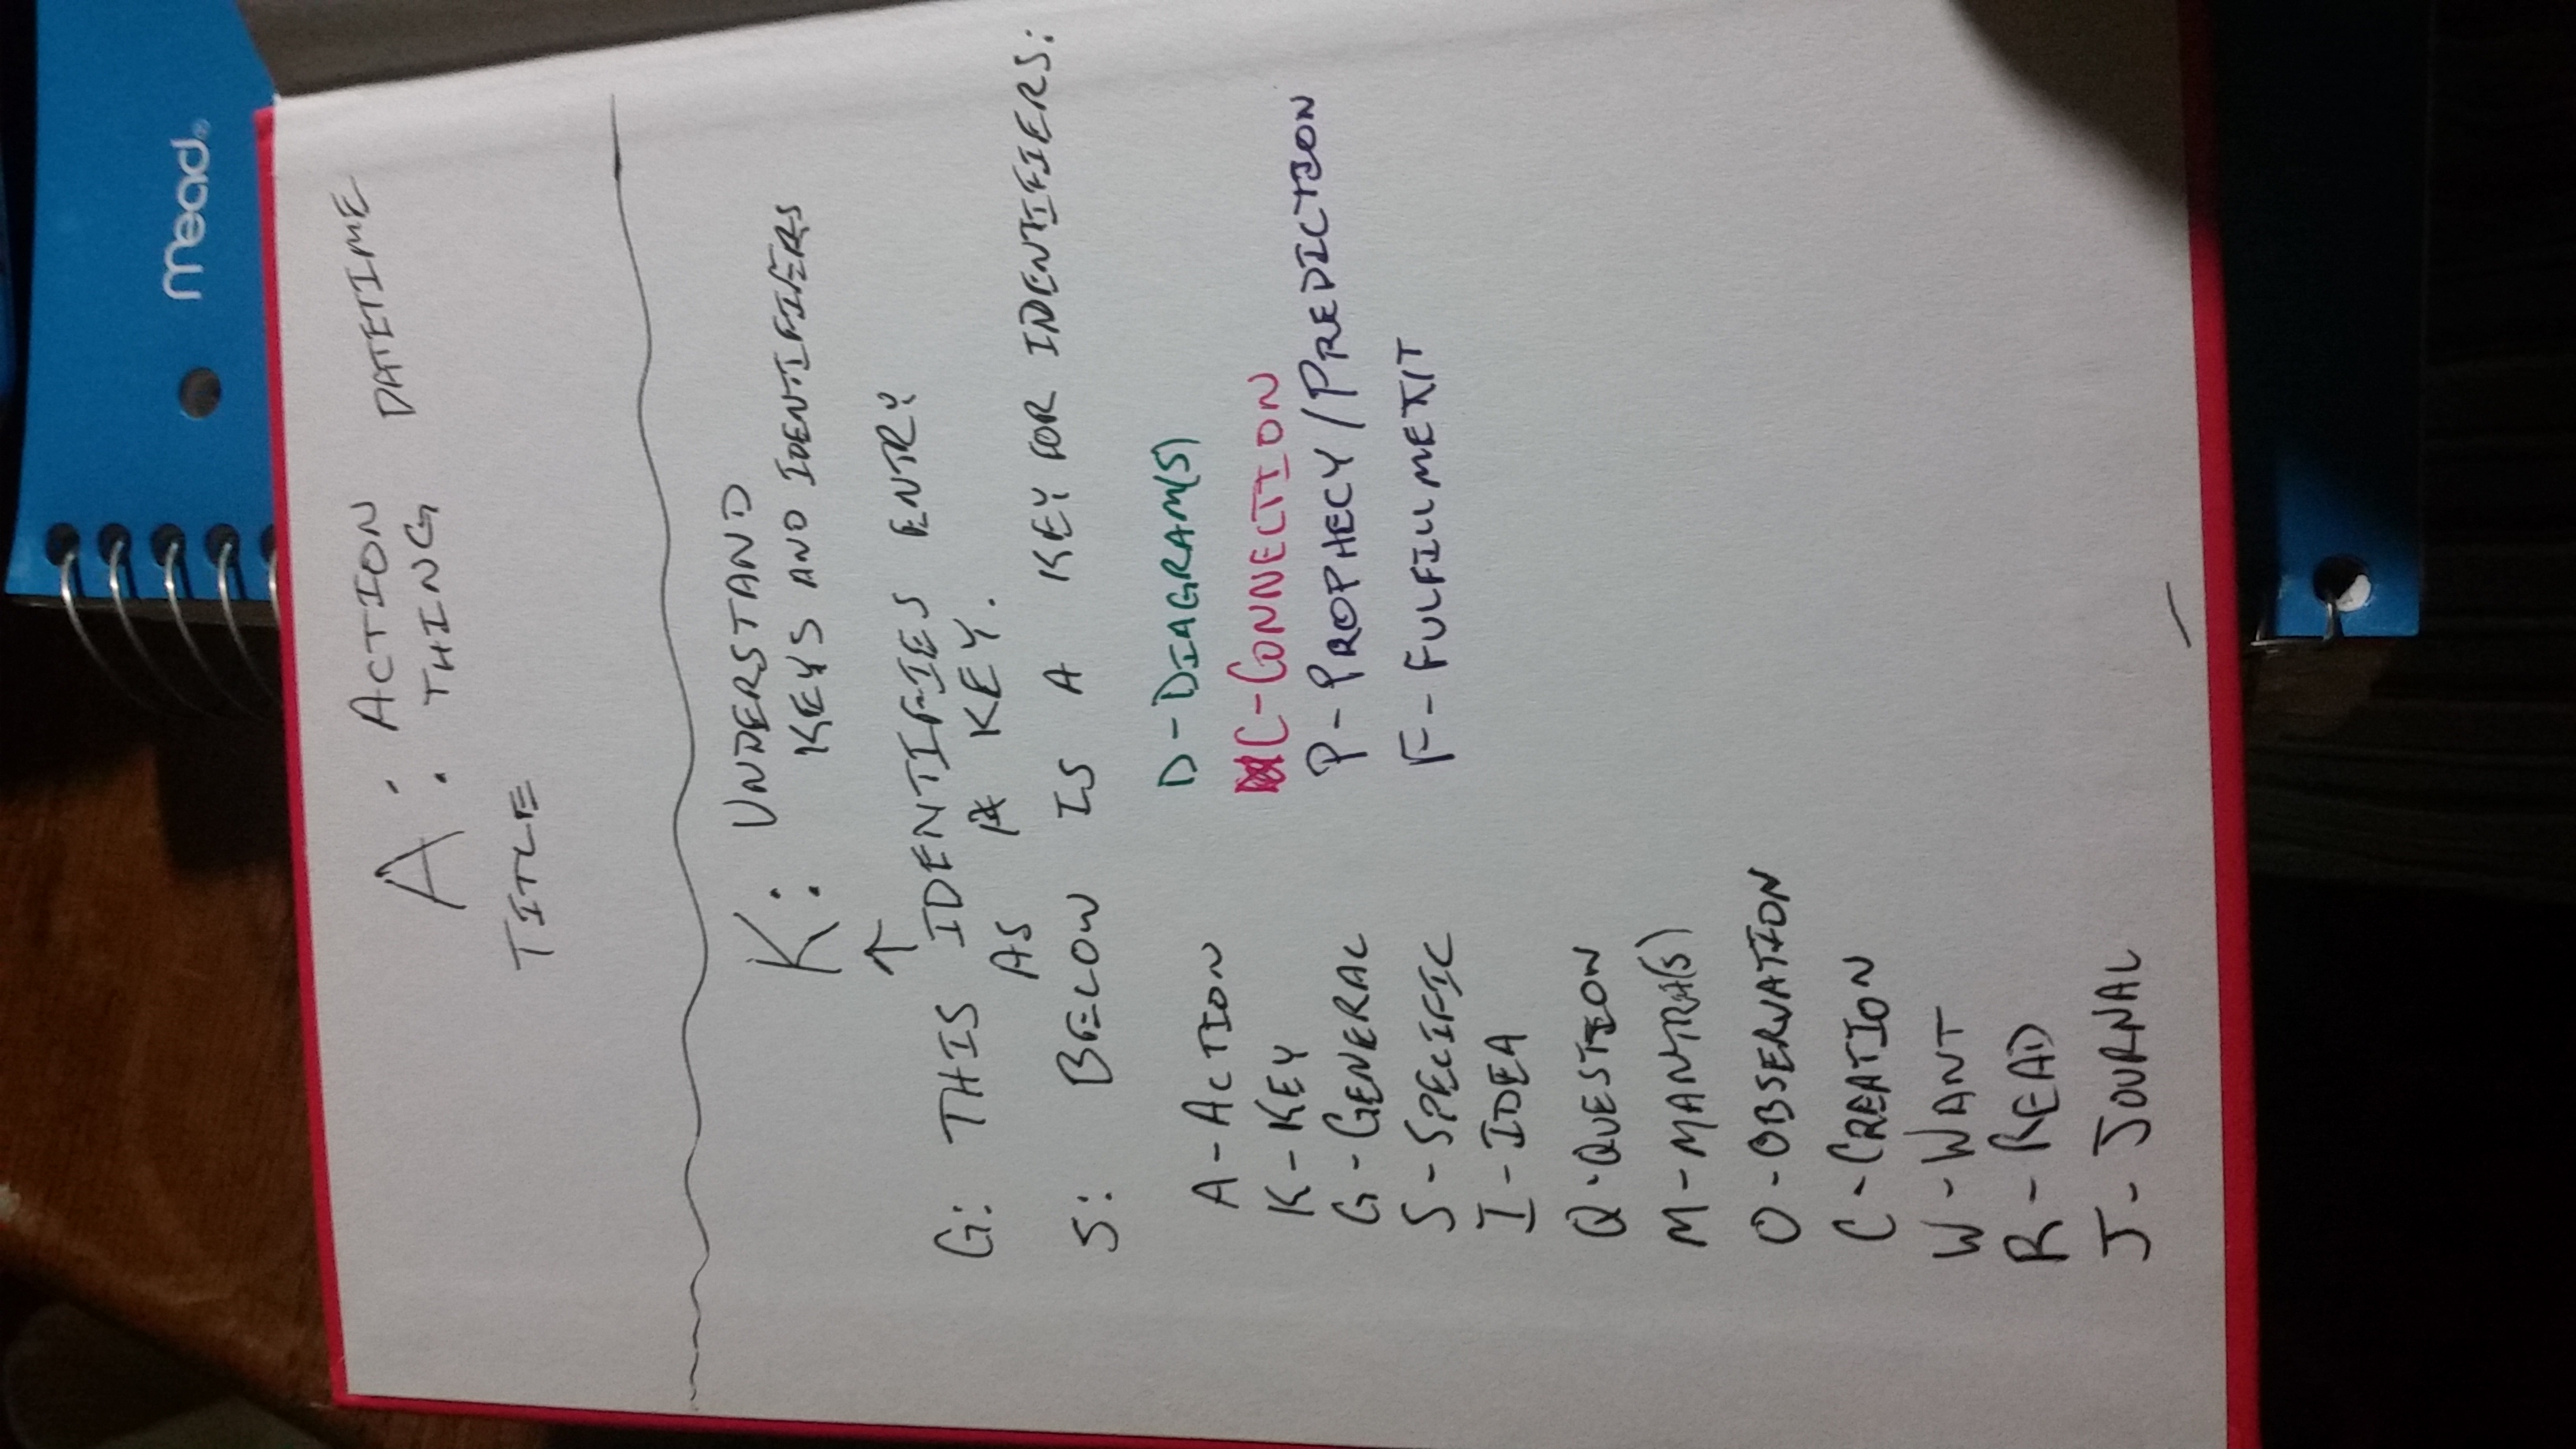 Mead®
A: ACTION DATETIME
THING
TITLE
K: UNDERSTAND
KEYS AND IDENTIFIERS
↑
G: THIS IDENTIFIES ENTRY
AS A KEY.
S: BELOW IS A KEY FOR IDENTIFIERS:
A - ACTION
K - KEY
G - GENERAL
S - SPECIFIC
I - IDEA
Q - QUESTION
M - MANTRA(S)
O - OBSERVATION
C - CREATION
W - WANT
R - READ
J - JOURNAL
D - DIAGRAM(S)
C - CONNECTION
P - PROPHECY / PREDICTION
F - FULFILLMENT